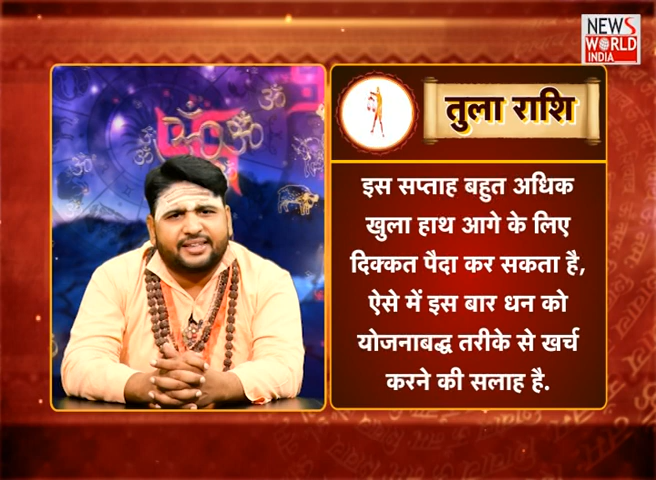 NEWS
WORLD
INDIA
तुला राशि
इस सप्ताह बहुत अधिक
खुला हाथ आगे के लिए
दिक्कत पैदा कर सकता है,
ऐसे में इस बार धन को
योजनाबद्ध तरीके से खर्च
करने की सलाह है.